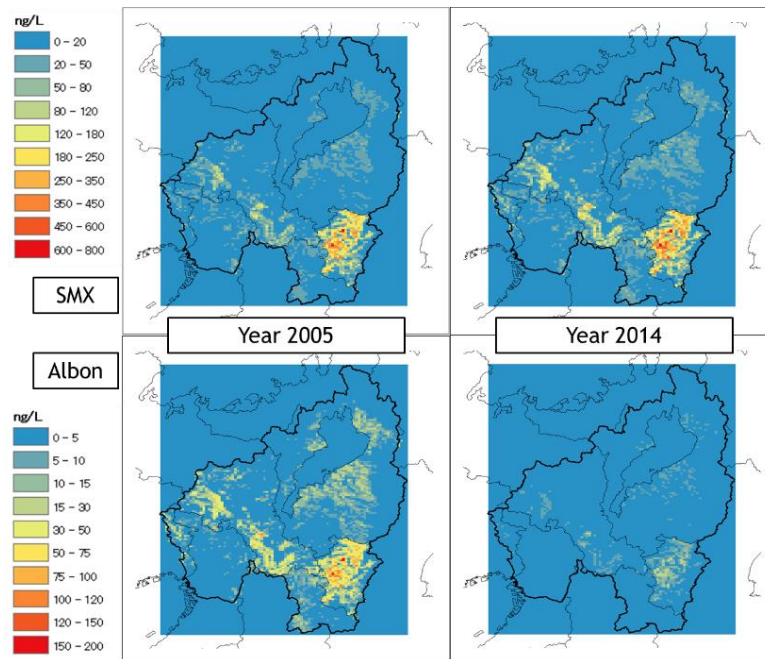 ng/L
0 – 20
20 – 50
50 – 80
80 – 120
120 – 180
180 – 250
250 – 350
350 – 450
450 – 600
600 – 800
SMX
Year 2005
Year 2014
Albon
ng/L
0 – 5
5 – 10
10 – 15
15 – 30
30 – 50
50 – 75
75 – 100
100 – 120
120 – 150
150 – 200